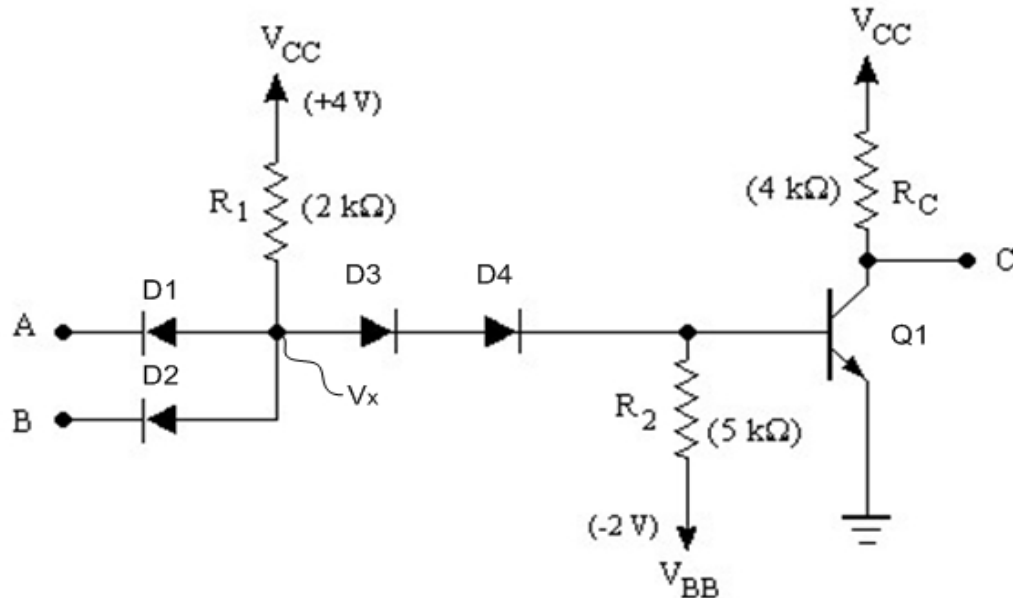 V_CC
(+4 V)
R_1
(2 kΩ)
V_CC
(4 kΩ)
R_C
C
D1
D3
D4
A
D2
B
V_x
Q1
R_2
(5 kΩ)
(-2 V)
V_BB